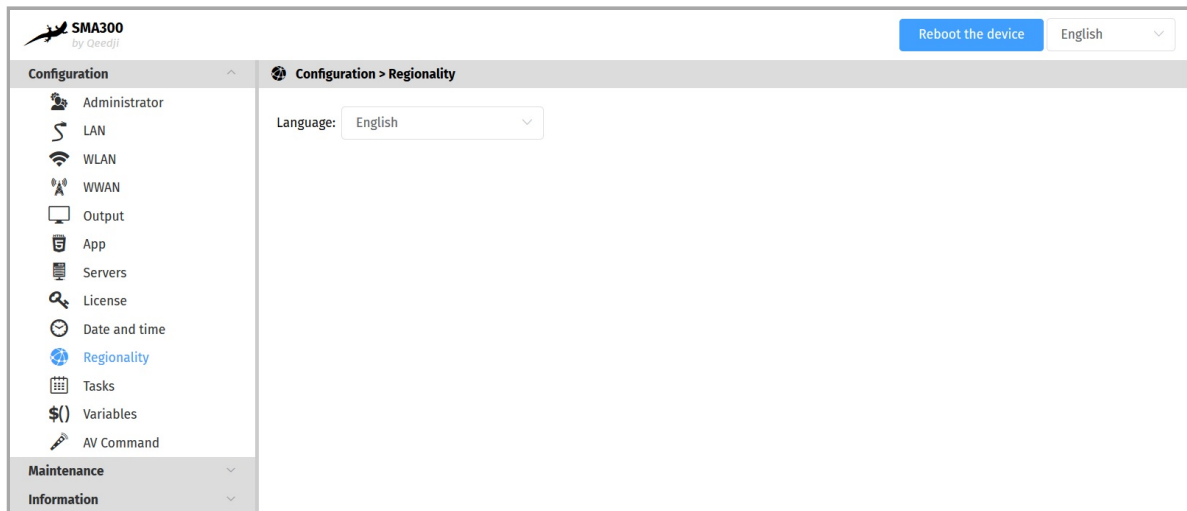 SMA300
by Qeedji
Reboot the device
English
Configuration
Configuration > Regionality
Administrator
LAN
WLAN
WWAN
Output
App
Servers
License
Date and time
Regionality
Tasks
$() Variables
AV Command
Maintenance
Information
Language: English